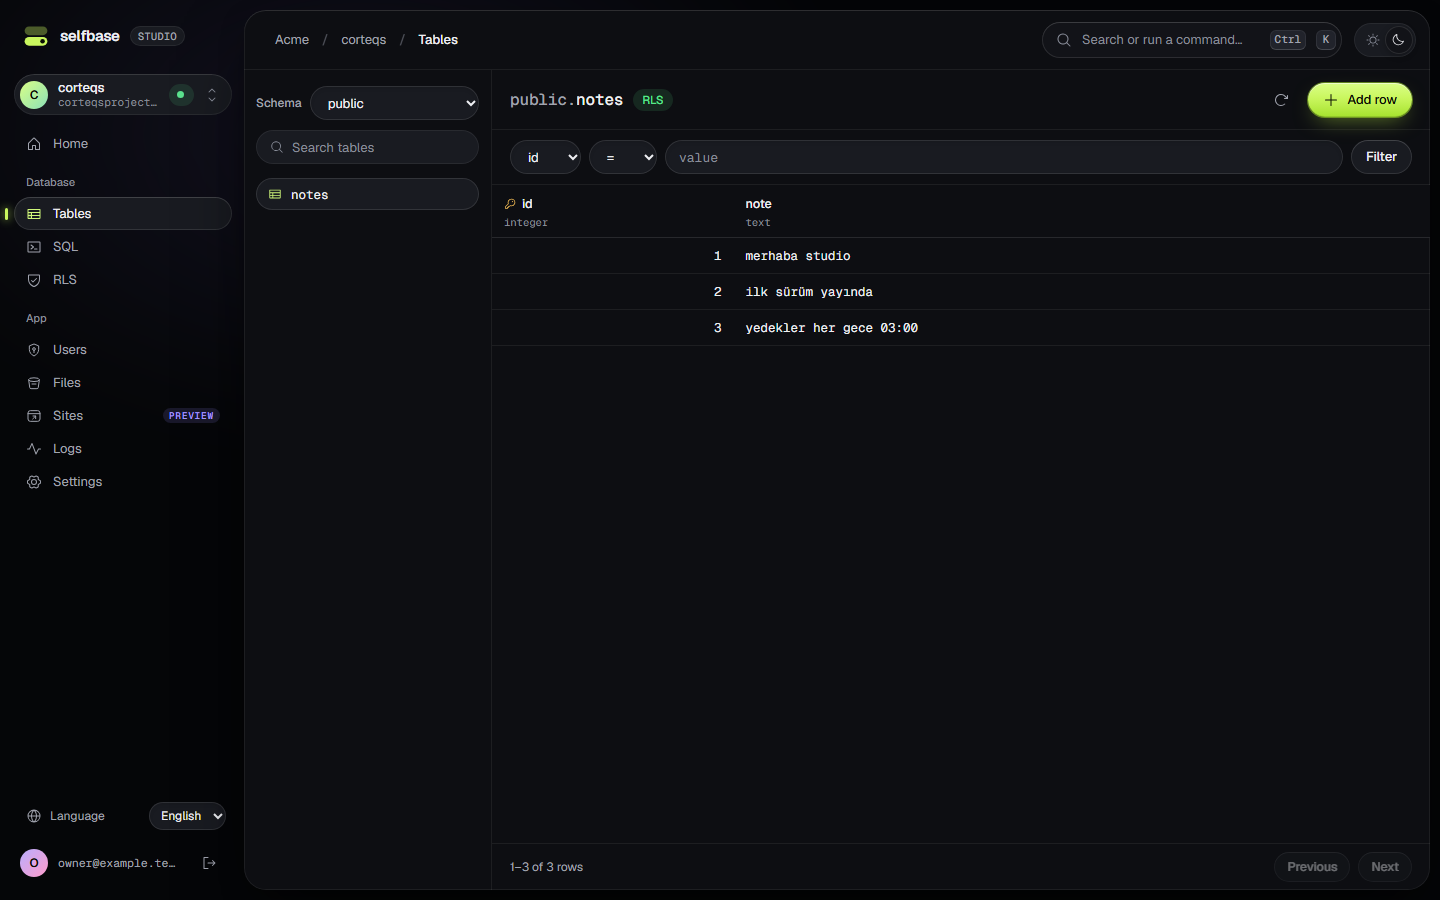 selfbase STUDIO
C corteqs
corteqsproject…
Home
Database
Tables
SQL
RLS
App
Users
Files
Sites PREVIEW
Logs
Settings
Language English
O owner@example.te…
Acme / corteqs / Tables
Search or run a command… Ctrl K
Schema public
Search tables
notes
public.notes RLS
Add row
id = value Filter
id note
integer text
1 merhaba studio
2 ilk sürüm yayında
3 yedekler her gece 03:00
1–3 of 3 rows
Previous Next